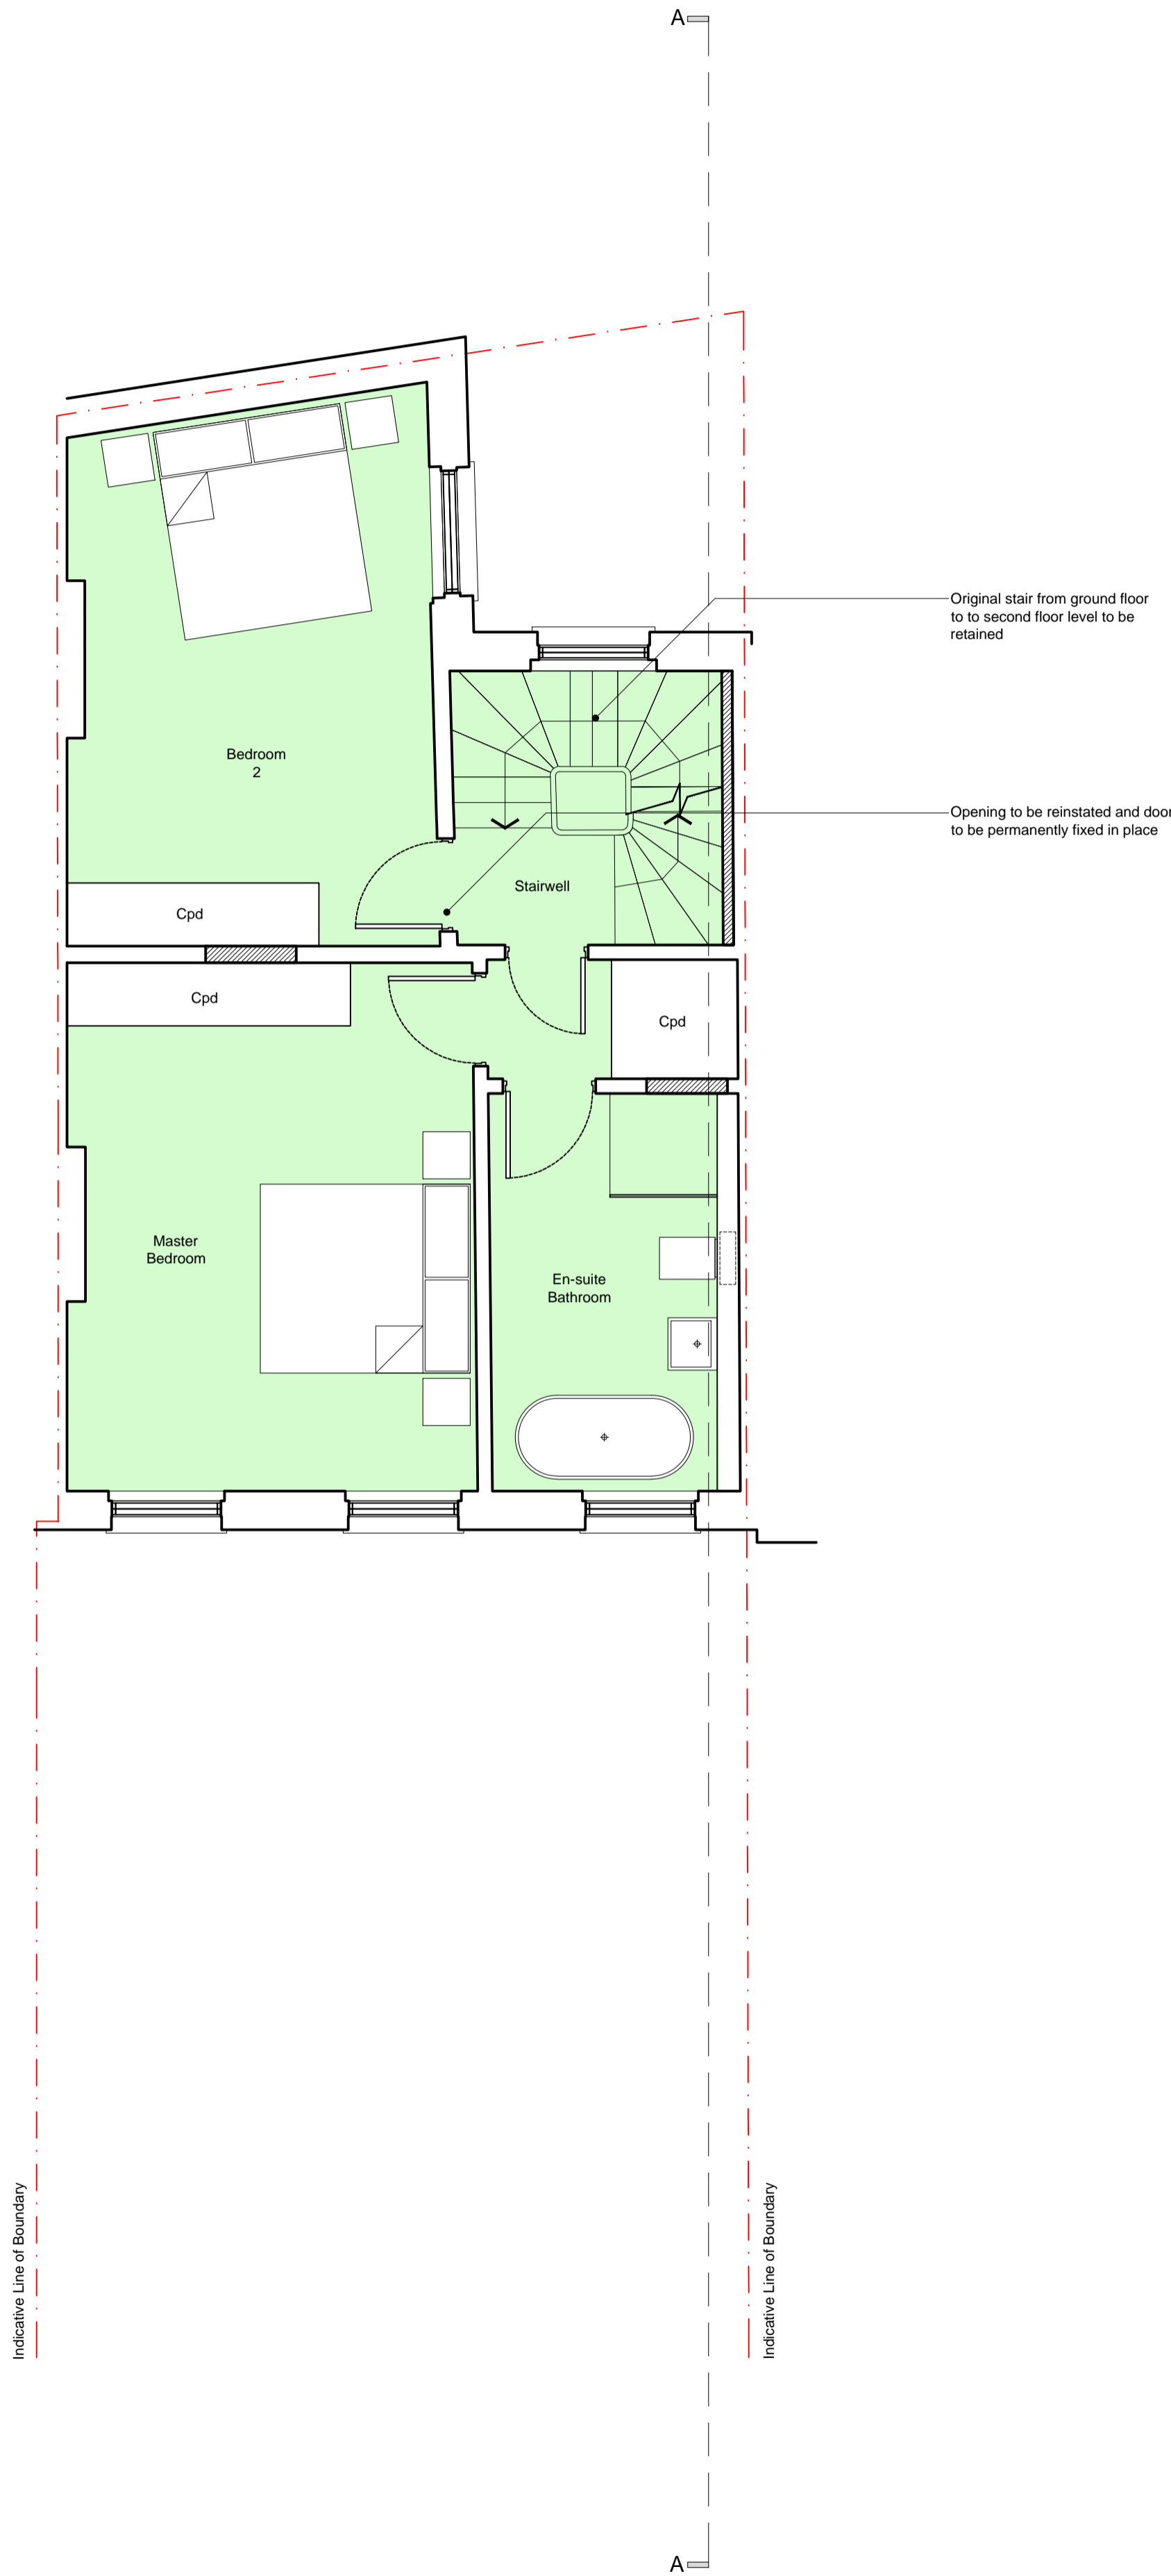 A
Original stair from ground floor
to to second floor level to be
retained
Bedroom
2
Opening to be reinstated and door
to be permanently fixed in place
Stairwell
Cpd
Cpd
Cpd
Master
Bedroom
En-suite
Bathroom
Indicative Line of Boundary
Indicative Line of Boundary
A